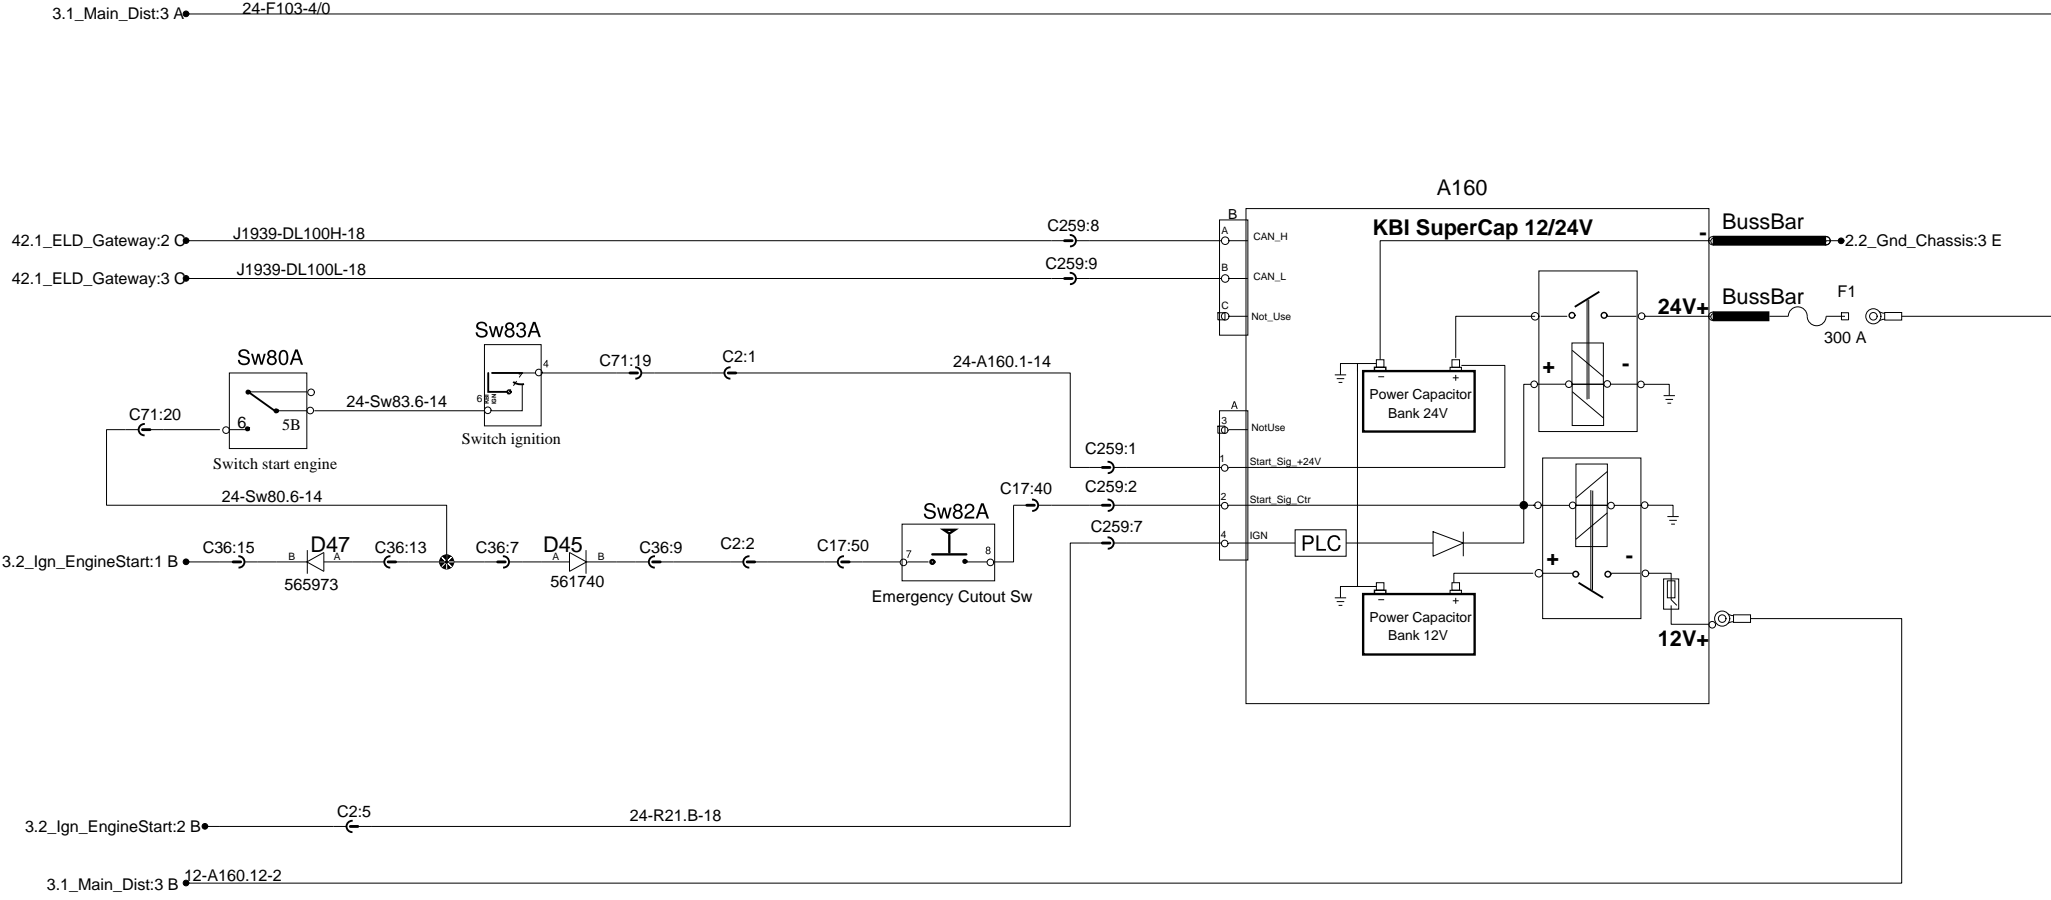 3.1_Main_Dist:3 A
24-F103-4/0
A160
42.1_ELD_Gateway:2 C
J1939-DL100H-18
C259:8
B
A
CAN_H
KBI SuperCap 12/24V
-
BussBar
2.2_Gnd_Chassis:3 E
42.1_ELD_Gateway:3 C
J1939-DL100L-18
C259:9
B
CAN_L
C
Not_Use
24V+
BussBar
F1
300 A
Sw83A
4
6
IGN
Switch ignition
Sw80A
6
5B
Switch start engine
C71:20
24-Sw83.6-14
C71:19
C2:1
24-A160.1-14
-
+
Power Capacitor
Bank 24V
+
-
A
3
NotUse
C259:1
1
Start_Sig_+24V
24-Sw80.6-14
C17:40
C259:2
2
Start_Sig_Ctr
Sw82A
7
8
Emergency Cutout Sw
C259:7
4
IGN
PLC
3.2_Ign_EngineStart:1 B
C36:15
B
D47
A
565973
C36:13
C36:7
D45
A
B
561740
C36:9
C2:2
C17:50
+
-
-
+
Power Capacitor
Bank 12V
12V+
3.2_Ign_EngineStart:2 B
C2:5
24-R21.B-18
3.1_Main_Dist:3 B
12-A160.12-2